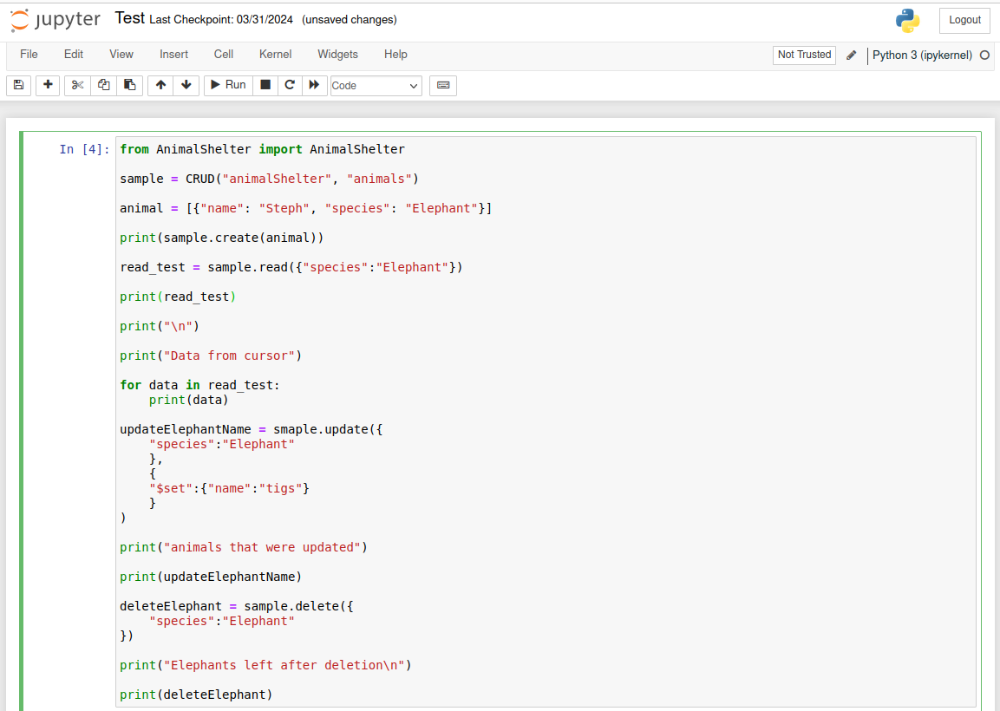 jupyter Test Last Checkpoint: 03/31/2024 (unsaved changes) Logout
File Edit View Insert Cell Kernel Widgets Help Not Trusted Python 3 (ipykernel)
Run Code
In [4]: from AnimalShelter import AnimalShelter
sample = CRUD("animalShelter", "animals")
animal = [{"name": "Steph", "species": "Elephant"}]
print(sample.create(animal))
read_test = sample.read({"species":"Elephant"})
print(read_test)
print("\n")
print("Data from cursor")
for data in read_test:
    print(data)
updateElephantName = smaple.update({
    "species":"Elephant"
    },
    {
    "$set":{"name":"tigs"}
    }
)
print("animals that were updated")
print(updateElephantName)
deleteElephant = sample.delete({
    "species":"Elephant"
})
print("Elephants left after deletion\n")
print(deleteElephant)